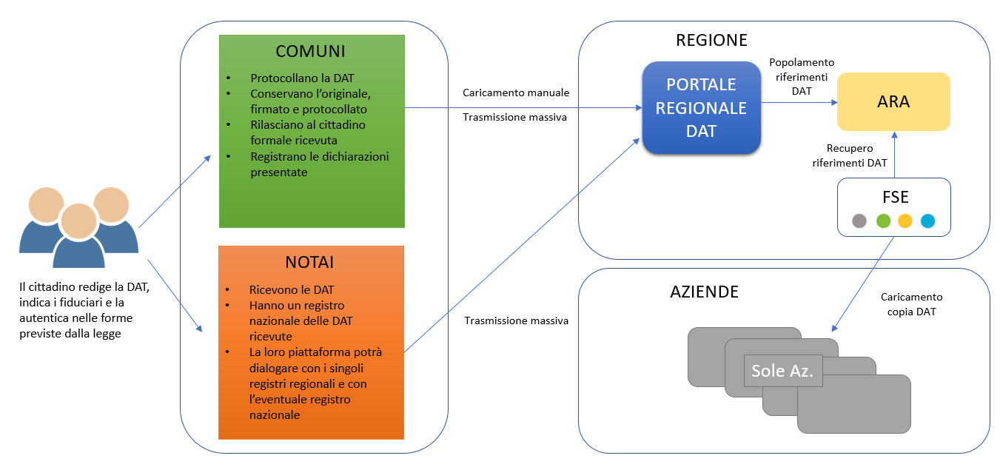 Il cittadino redige la DAT,
indica i fiduciari e la
autentica nelle forme
previste dalla legge
COMUNI
• Protocollano la DAT
• Conservano l'originale,
firmato e protocollato
• Rilasciano al cittadino
formale ricevuta
• Registrano le dichiarazioni
presentate
NOTAI
• Ricevono le DAT
• Hanno un registro
nazionale delle DAT
ricevute
• La loro piattaforma potrà
dialogare con i singoli
registri regionali e con
l'eventuale registro
nazionale
Caricamento manuale
Trasmissione massiva
Trasmissione massiva
REGIONE
PORTALE
REGIONALE
DAT
Popolamento
riferimenti
DAT
ARA
Recupero
riferimenti DAT
FSE
AZIENDE
Caricamento
copia DAT
Sole Az.